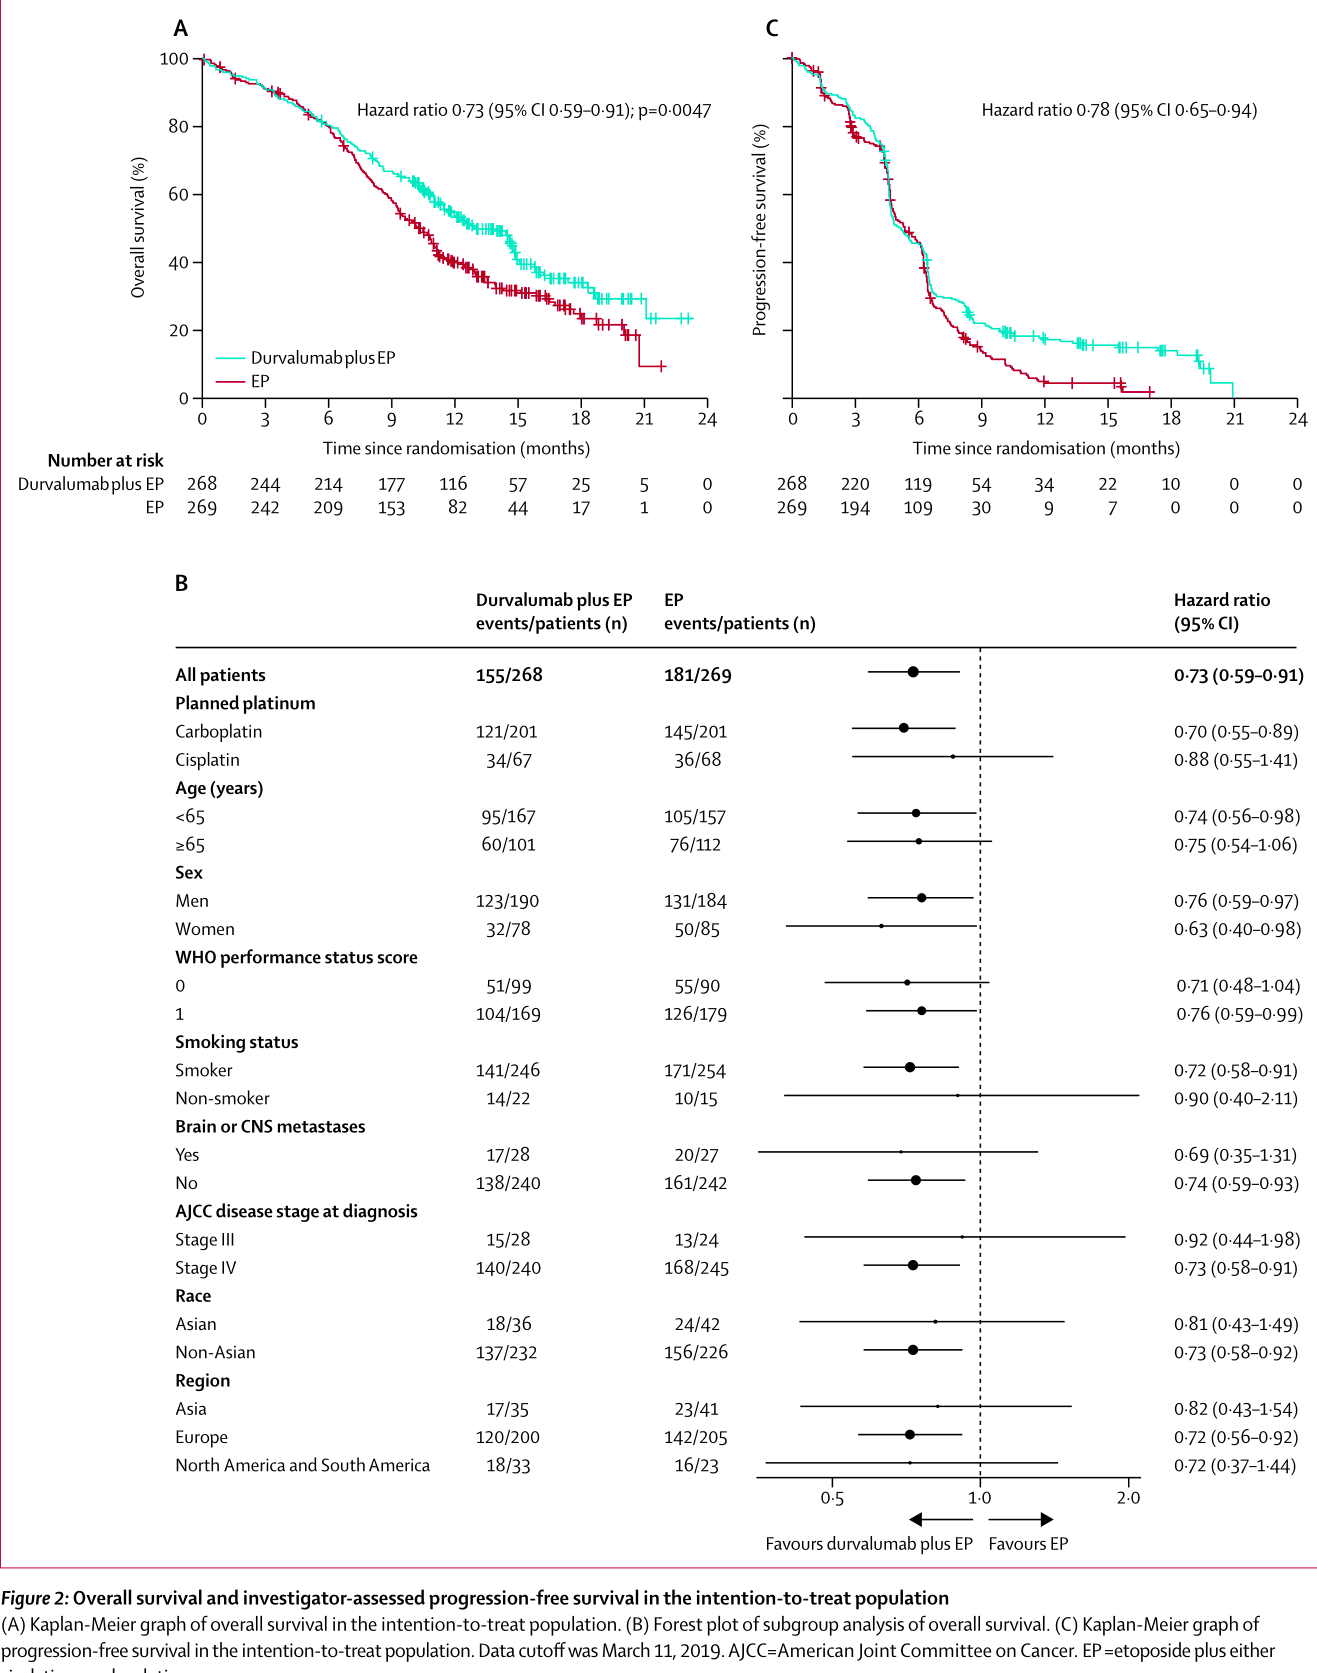 A
C
100
80
60
40
20
0
Overall survival (%)
Hazard ratio 0·73 (95% CI 0·59–0·91); p=0·0047
Durvalumab plus EP
EP
0 3 6 9 12 15 18 21 24
Time since randomisation (months)
Progression-free survival (%)
Hazard ratio 0·78 (95% CI 0·65–0·94)
0 3 6 9 12 15 18 21 24
Time since randomisation (months)
Number at risk
Durvalumab plus EP 268 244 214 177 116 57 25 5 0 268 220 119 54 34 22 10 0 0
EP 269 242 209 153 82 44 17 1 0 269 194 109 30 9 7 0 0 0
B
Durvalumab plus EP EP Hazard ratio
events/patients (n) events/patients (n) (95% CI)
All patients 155/268 181/269 0·73 (0·59–0·91)
Planned platinum
Carboplatin 121/201 145/201 0·70 (0·55–0·89)
Cisplatin 34/67 36/68 0·88 (0·55–1·41)
Age (years)
<65 95/167 105/157 0·74 (0·56–0·98)
≥65 60/101 76/112 0·75 (0·54–1·06)
Sex
Men 123/190 131/184 0·76 (0·59–0·97)
Women 32/78 50/85 0·63 (0·40–0·98)
WHO performance status score
0 51/99 55/90 0·71 (0·48–1·04)
1 104/169 126/179 0·76 (0·59–0·99)
Smoking status
Smoker 141/246 171/254 0·72 (0·58–0·91)
Non-smoker 14/22 10/15 0·90 (0·40–2·11)
Brain or CNS metastases
Yes 17/28 20/27 0·69 (0·35–1·31)
No 138/240 161/242 0·74 (0·59–0·93)
AJCC disease stage at diagnosis
Stage III 15/28 13/24 0·92 (0·44–1·98)
Stage IV 140/240 168/245 0·73 (0·58–0·91)
Race
Asian 18/36 24/42 0·81 (0·43–1·49)
Non-Asian 137/232 156/226 0·73 (0·58–0·92)
Region
Asia 17/35 23/41 0·82 (0·43–1·54)
Europe 120/200 142/205 0·72 (0·56–0·92)
North America and South America 18/33 16/23 0·72 (0·37–1·44)
0·5 1·0 2·0
Favours durvalumab plus EP Favours EP
Figure 2: Overall survival and investigator-assessed progression-free survival in the intention-to-treat population
(A) Kaplan-Meier graph of overall survival in the intention-to-treat population. (B) Forest plot of subgroup analysis of overall survival. (C) Kaplan-Meier graph of
progression-free survival in the intention-to-treat population. Data cutoff was March 11, 2019. AJCC=American Joint Committee on Cancer. EP=etoposide plus either